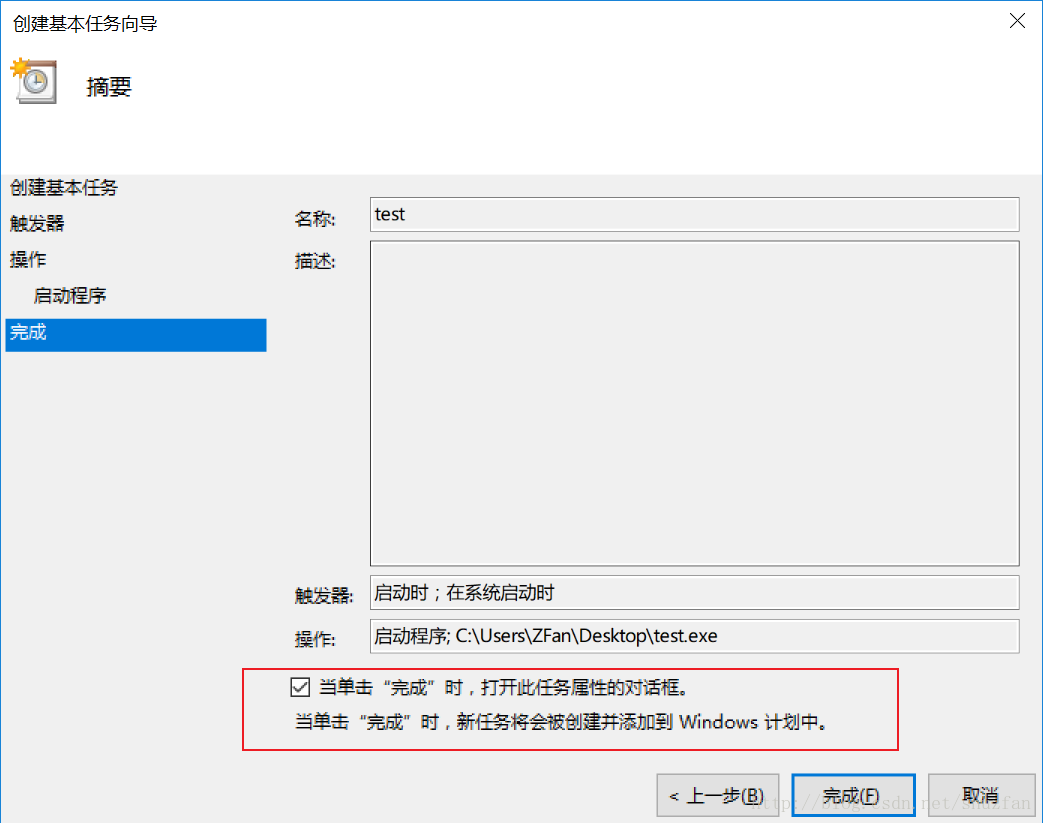 创建基本任务向导
摘要
创建基本任务
触发器
操作
启动程序
完成
名称:
test
描述:
触发器:
启动时；在系统启动时
操作:
启动程序; C:\Users\ZFan\Desktop\test.exe
当单击“完成”时，打开此任务属性的对话框。
当单击“完成”时，新任务将会被创建并添加到 Windows 计划中。
< 上一步(B)
完成(F)
取消
http://blog.csdn.net/shuzfan